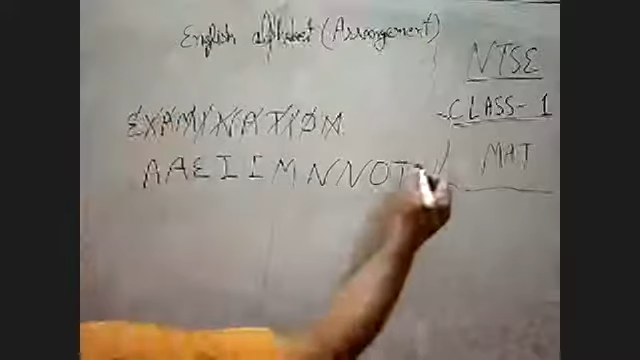 English alphabet (Arrangement)
NTSE
CLASS-1
MAT
EXAMINATION
AAEIIMNNOT